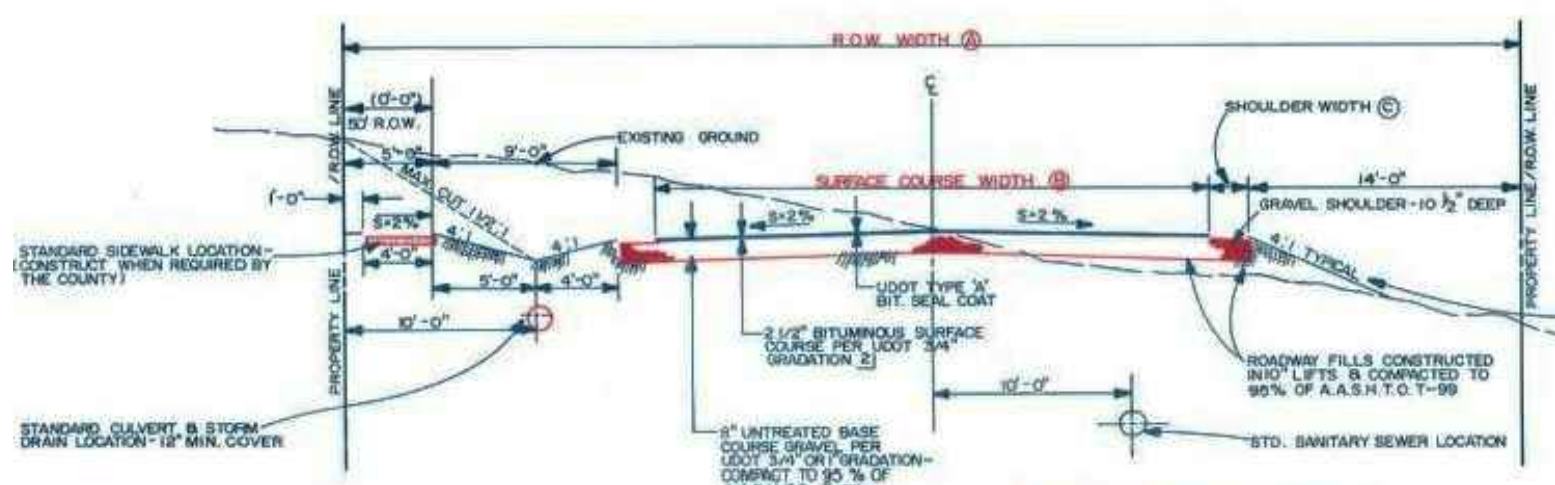 R.O.W. WIDTH Ⓐ
℄
(0'-0")
50' R.O.W.
5'-0"
9'-0"
EXISTING GROUND
SHOULDER WIDTH Ⓒ
PROPERTY LINE
/R.O.W LINE
MAX. CUT 1 1/2:1
SURFACE COURSE WIDTH Ⓑ
14'-0"
GRAVEL SHOULDER-10 ½" DEEP
1'-0"
S=2%
S=2%
S=2%
4':1
4':1
4':1 TYPICAL
PROPERTY LINE/R.O.W. LINE
STANDARD SIDEWALK LOCATION-
(CONSTRUCT WHEN REQUIRED BY
THE COUNTY)
4'-0"
5'-0"
4'-0"
10'-0"
UDOT TYPE 'A'
BIT. SEAL COAT
2 1/2" BITUMINOUS SURFACE
COURSE PER UDOT 3/4"
GRADATION 2
ROADWAY FILLS CONSTRUCTED
IN 10" LIFTS & COMPACTED TO
95% OF A.A.S.H.T.O. T-99
10'-0"
STANDARD CULVERT & STORM
DRAIN LOCATION-12" MIN. COVER
8" UNTREATED BASE
COURSE GRAVEL PER
UDOT 3/4" OR 1" GRADATION-
COMPACT TO 95 % OF
STD. SANITARY SEWER LOCATION